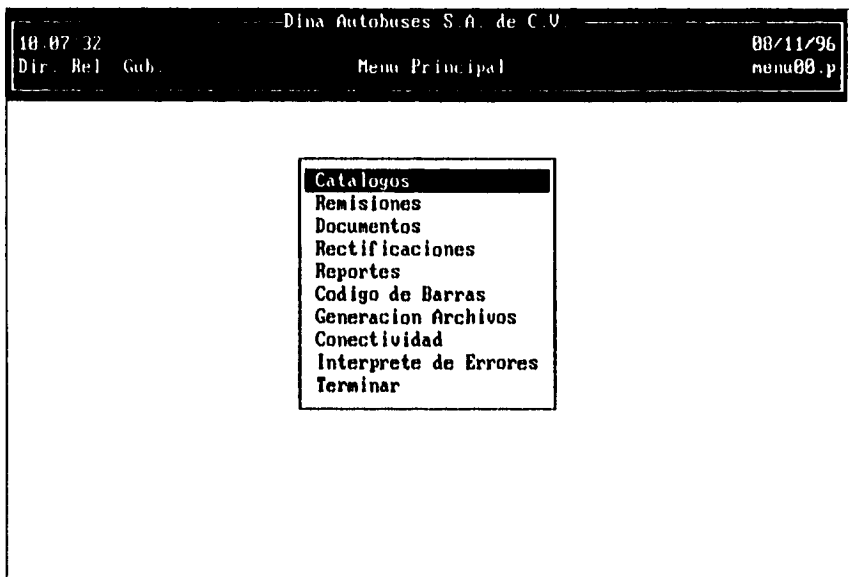 Dina Autobuses S.A. de C.V.
10:07:32 08/11/96
Dir. Rel Gub. Menu Principal menu00.p
Catalogos
Remisiones
Documentos
Rectificaciones
Reportes
Codigo de Barras
Generacion Archivos
Conectividad
Interprete de Errores
Terminar